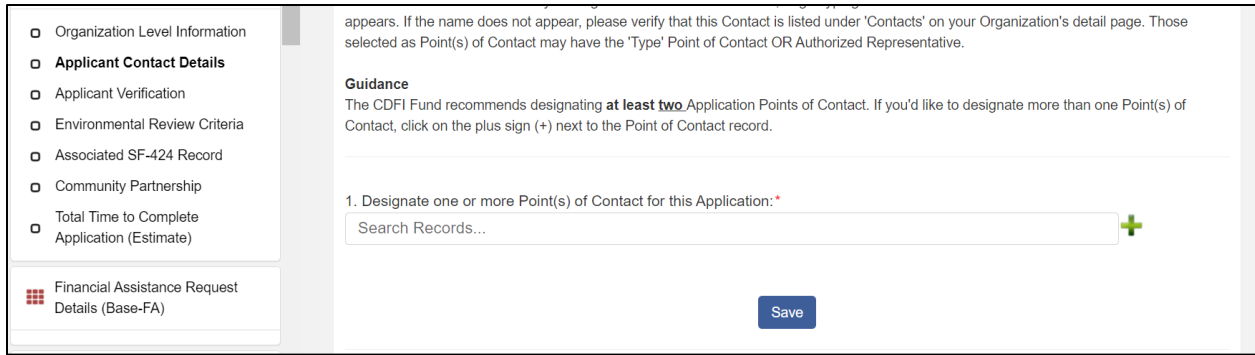 Organization Level Information
Applicant Contact Details
Applicant Verification
Environmental Review Criteria
Associated SF-424 Record
Community Partnership
Total Time to Complete
Application (Estimate)
Financial Assistance Request
Details (Base-FA)
appears. If the name does not appear, please verify that this Contact is listed under 'Contacts' on your Organization's detail page. Those
selected as Point(s) of Contact may have the 'Type' Point of Contact OR Authorized Representative.
Guidance
The CDFI Fund recommends designating at least two Application Points of Contact. If you'd like to designate more than one Point(s) of
Contact, click on the plus sign (+) next to the Point of Contact record.
1. Designate one or more Point(s) of Contact for this Application:*
Search Records...
Save